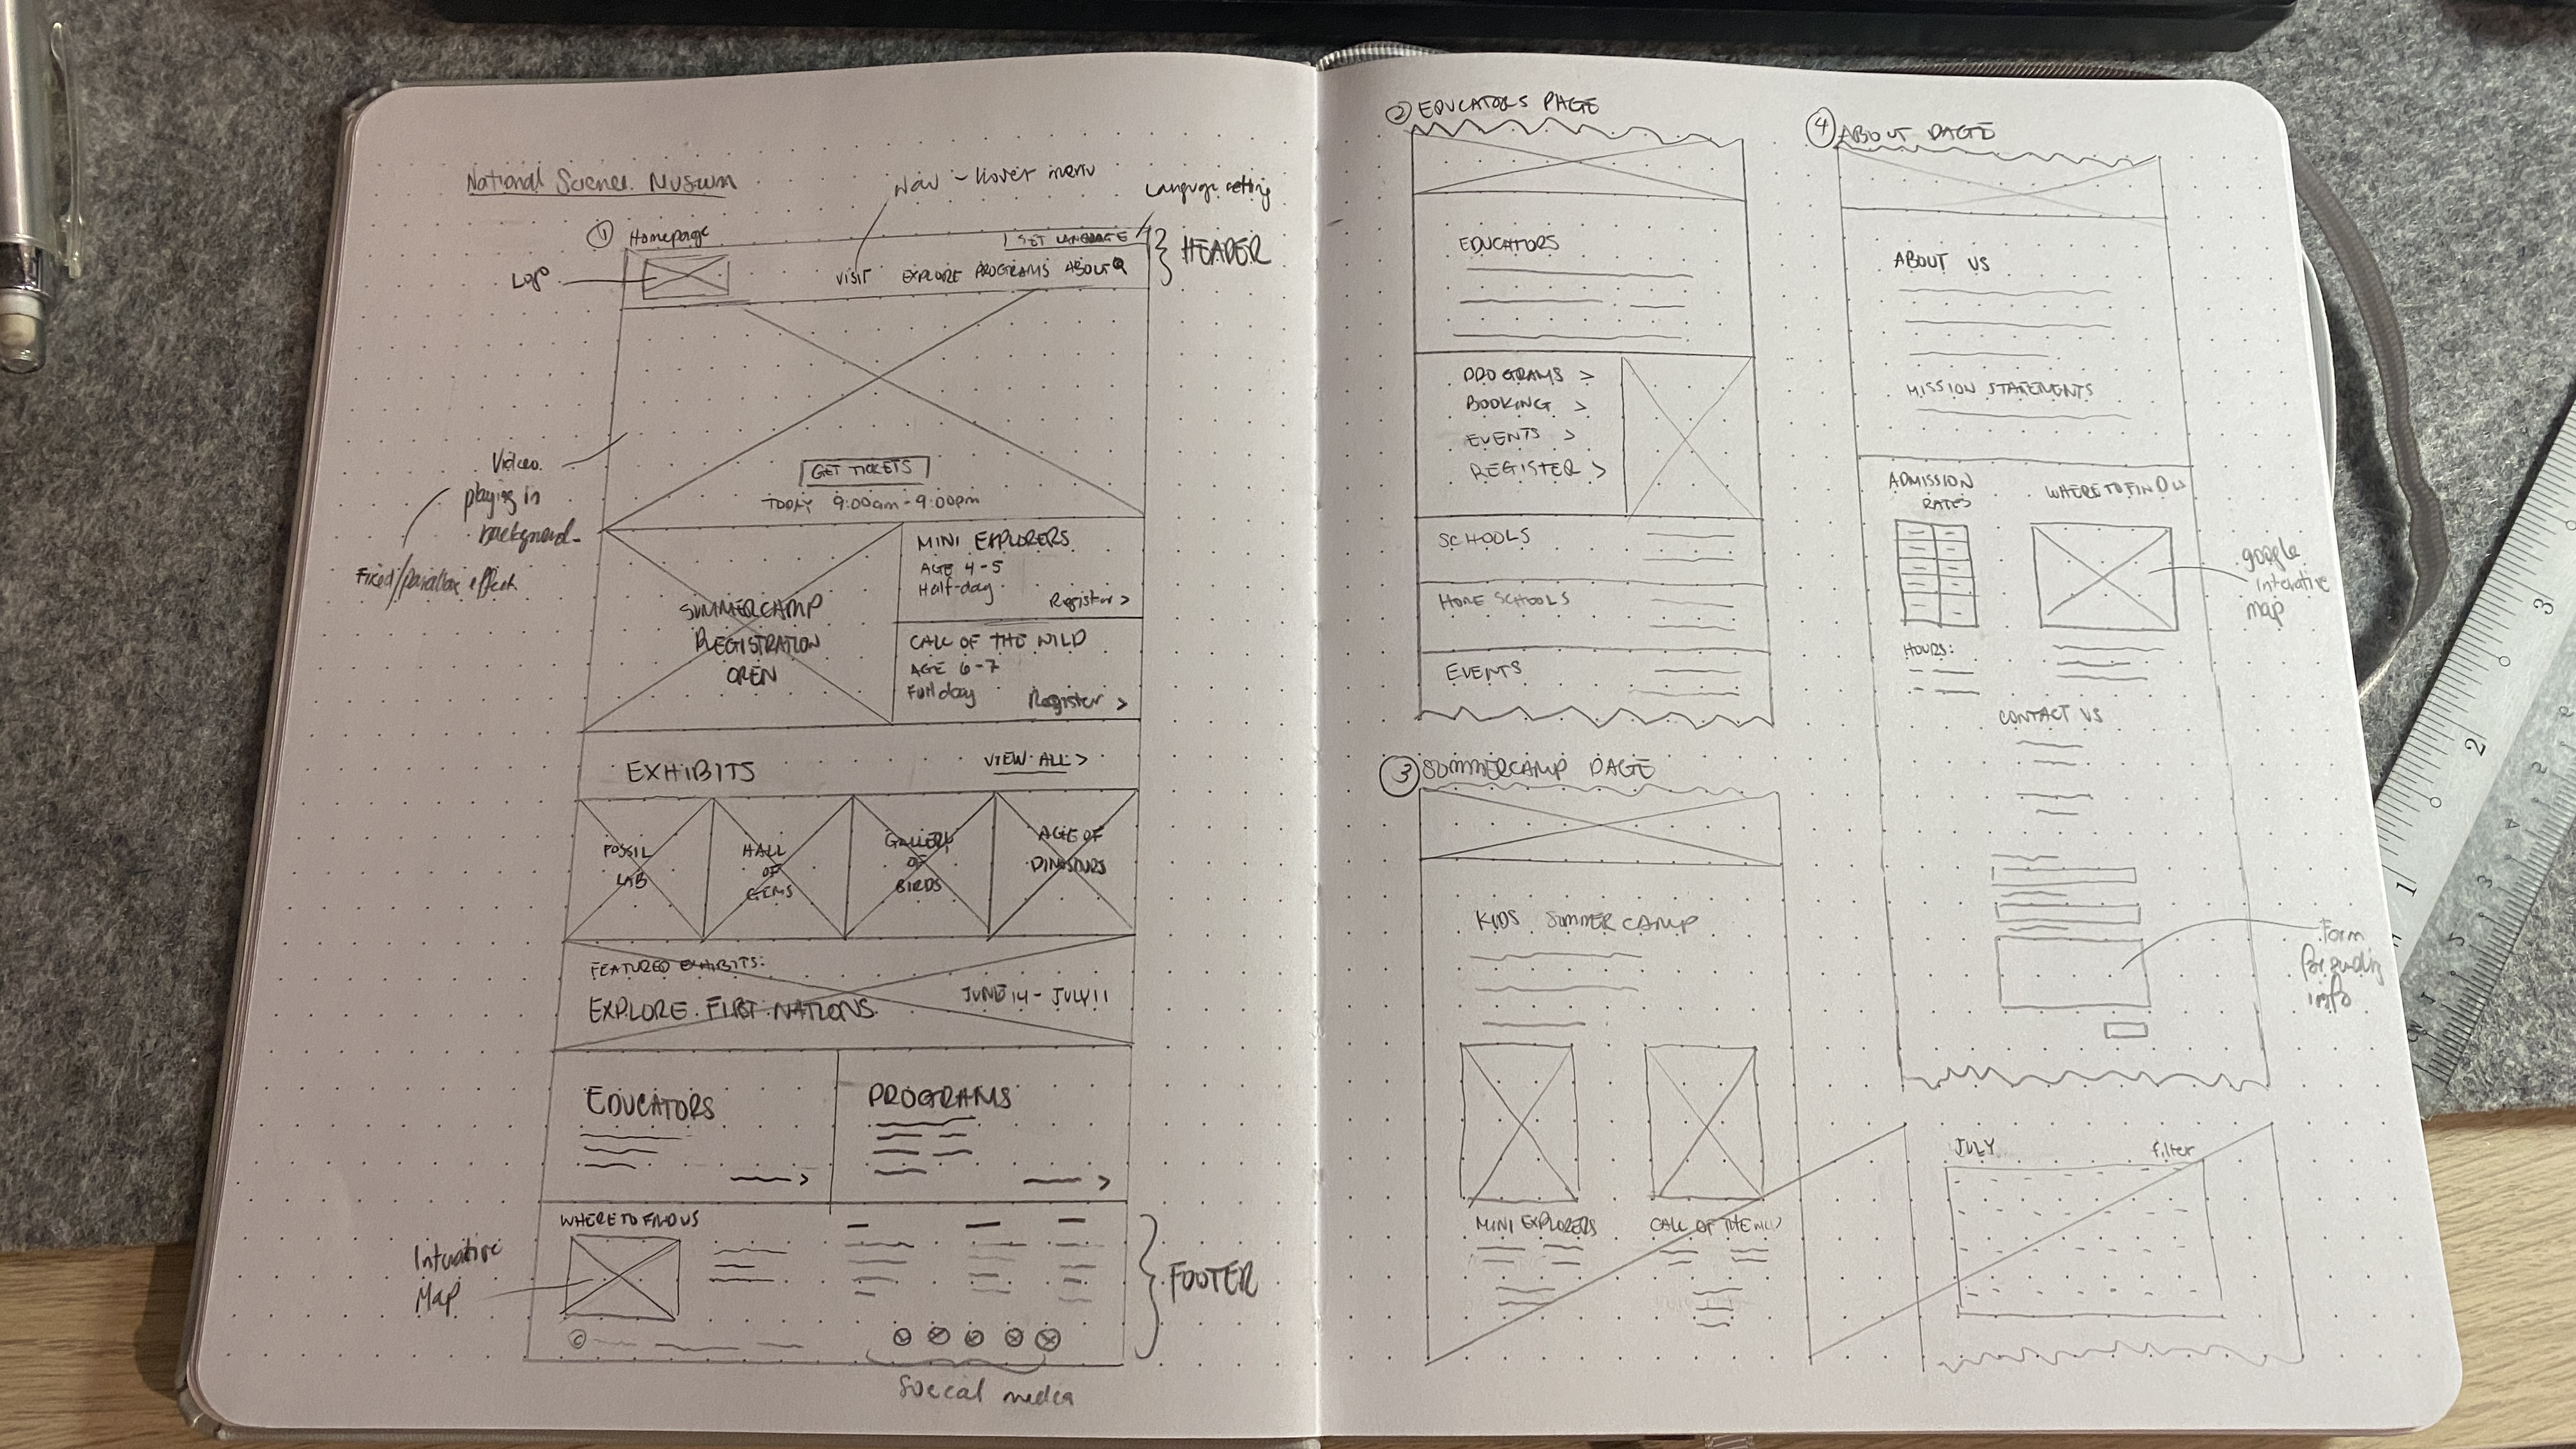 National Science Museum
Nav - hover menu
Language setting
① Homepage
SET LANGUAGE
HEADER
Logo
VISIT EXPLORE PROGRAMS ABOUT
Video
playing in
background
Fixed/parallax effect
GET TICKETS
TODAY 9:00am-9:00pm
SUMMERCAMP
REGISTRATION
OPEN
MINI EXPLORERS
AGE 4-5
Half-day
Register >
CALL OF THE WILD
AGE 6-7
Full day
Register >
EXHIBITS
VIEW ALL >
FOSSIL
LAB
HALL
OF
GEMS
GALLERY
OF
BIRDS
AGE OF
DINOSAURS
FEATURED EXHIBITS:
EXPLORE FIRST NATIONS
JUNE 14 - JULY 11
EDUCATORS
>
PROGRAMS
>
WHERE TO FIND US
Interactive
Map
©
FOOTER
Soccal media
② EDUCATORS PAGE
EDUCATORS
PROGRAMS >
BOOKING >
EVENTS >
REGISTER >
SCHOOLS
HOME SCHOOLS
EVENTS
③ SUMMERCAMP PAGE
KIDS SUMMER CAMP
MINI EXPLORERS
CALL OF THE WILD
④ ABOUT PAGE
ABOUT US
MISSION STATEMENTS
ADMISSION
RATES
WHERE TO FIND US
google
interative
map
HOURS:
CONTACT US
form
for sending
info
JULY
filter
3
2
1